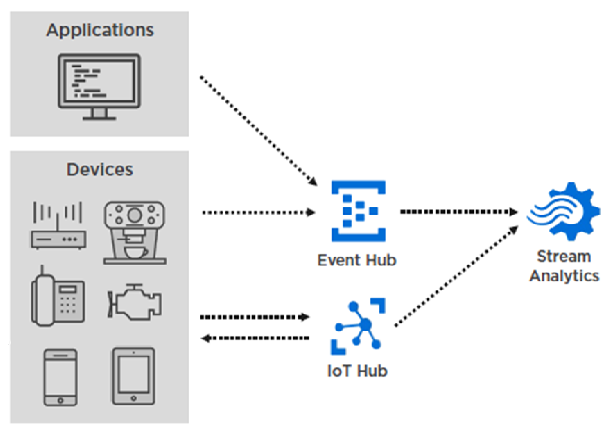 Applications
Devices
Event Hub
Stream
Analytics
IoT Hub